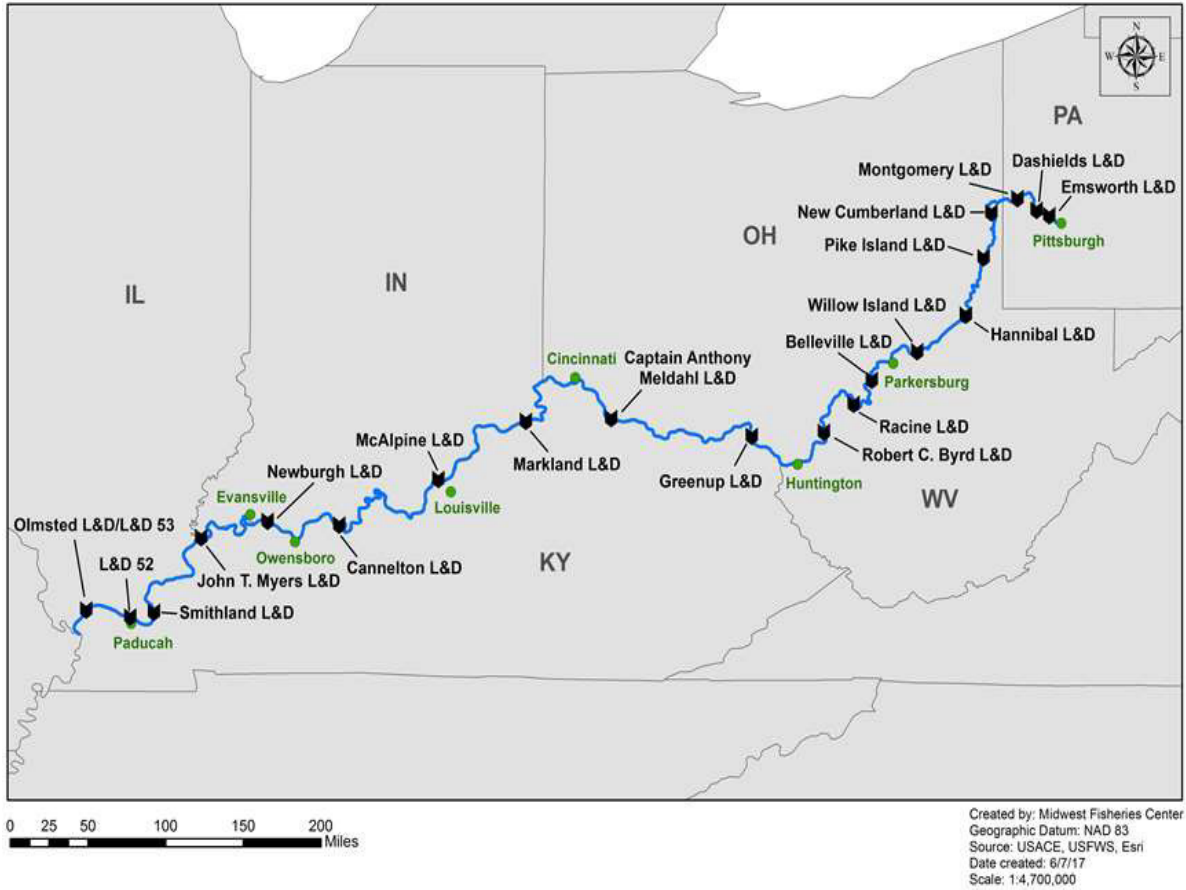 N
W E
S
PA
Montgomery L&D
Dashields L&D
Emsworth L&D
New Cumberland L&D
Pittsburgh
OH
Pike Island L&D
IN
IL
Willow Island L&D
Hannibal L&D
Belleville L&D
Parkersburg
Cincinnati
Captain Anthony
Meldahl L&D
Racine L&D
McAlpine L&D
Markland L&D
Robert C. Byrd L&D
Greenup L&D
Huntington
Newburgh L&D
Evansville
Louisville
WV
Olmsted L&D/L&D 53
Owensboro
Cannelton L&D
KY
L&D 52
John T. Myers L&D
Smithland L&D
Paducah
0 25 50 100 150 200
Miles
Created by: Midwest Fisheries Center
Geographic Datum: NAD 83
Source: USACE, USFWS, Esri
Date created: 6/7/17
Scale: 1:4,700,000